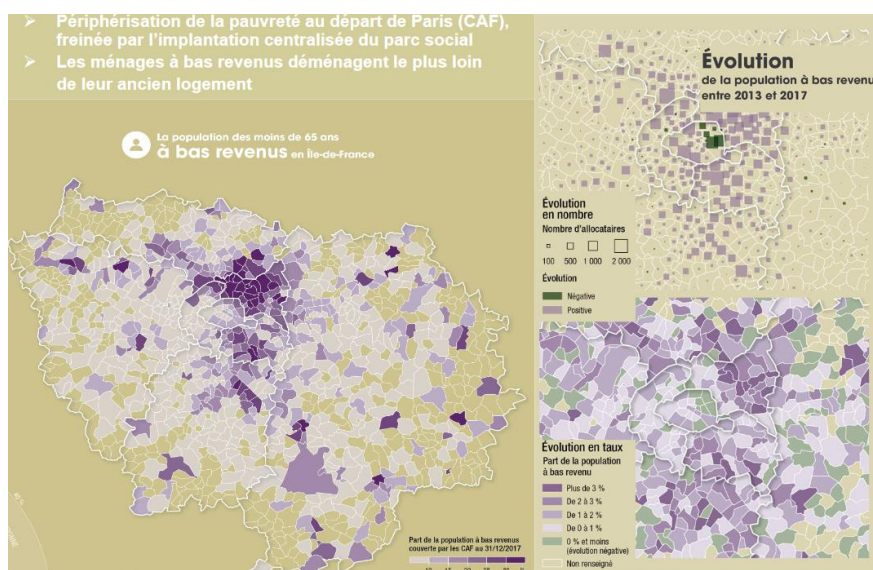 ➢ Périphérisation de la pauvreté au départ de Paris (CAF),
freinée par l'implantation centralisée du parc social
➢ Les ménages à bas revenus déménagent le plus loin
de leur ancien logement
La population des moins de 65 ans
à bas revenus en Île-de-France
Part de la population à bas revenus
couverte par les CAF au 31/12/2017
Évolution
de la population à bas revenu
entre 2013 et 2017
Évolution
en nombre
Nombre d'allocataires
100 500 1 000 2 000
Évolution
Négative
Positive
Évolution en taux
Part de la population
à bas revenu
Plus de 3 %
De 2 à 3 %
De 1 à 2 %
De 0 à 1 %
0 % et moins
(évolution négative)
Non renseigné